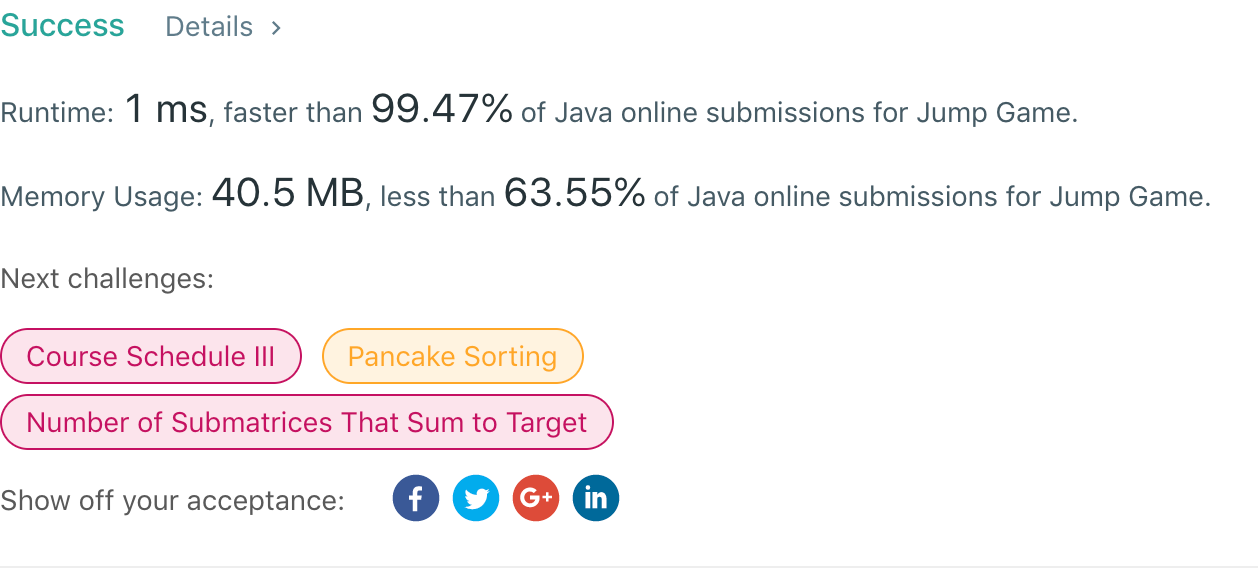 Success Details >
Runtime: 1 ms, faster than 99.47% of Java online submissions for Jump Game.
Memory Usage: 40.5 MB, less than 63.55% of Java online submissions for Jump Game.
Next challenges:
Course Schedule III Pancake Sorting
Number of Submatrices That Sum to Target
Show off your acceptance: f G+ in